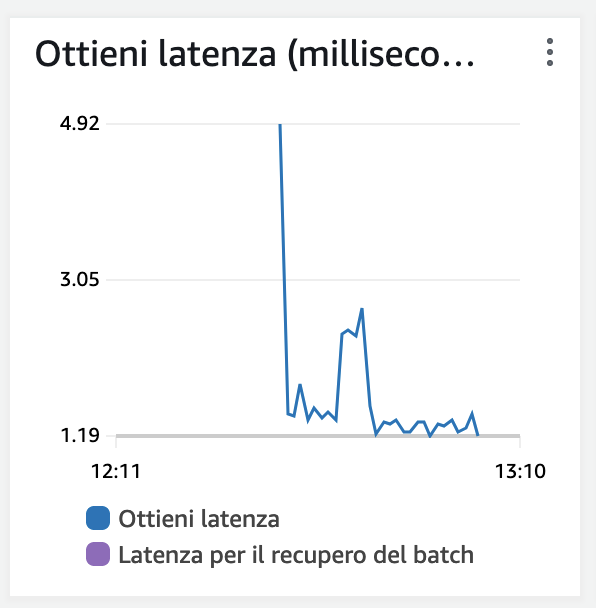 Ottieni latenza (milliseco...
4.92
3.05
1.19
12:11
13:10
Ottieni latenza
Latenza per il recupero del batch